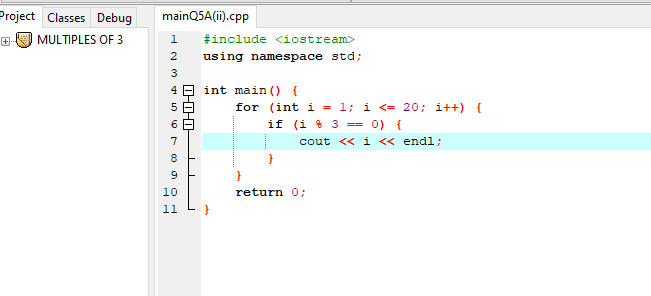 Project Classes Debug
MULTIPLES OF 3
mainQ5A(ii).cpp
1 #include <iostream>
2 using namespace std;
3
4 int main() {
5 for (int i = 1; i <= 20; i++) {
6 if (i % 3 == 0) {
7 cout << i << endl;
8 }
9 }
10 return 0;
11 }